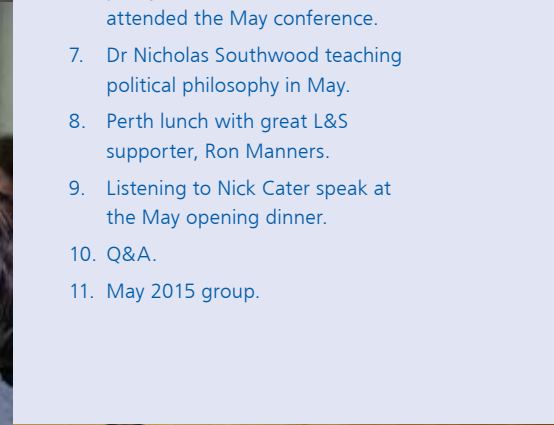 attended the May conference.
7. Dr Nicholas Southwood teaching
political philosophy in May.
8. Perth lunch with great L&S
supporter, Ron Manners.
9. Listening to Nick Cater speak at
the May opening dinner.
10. Q&A.
11. May 2015 group.